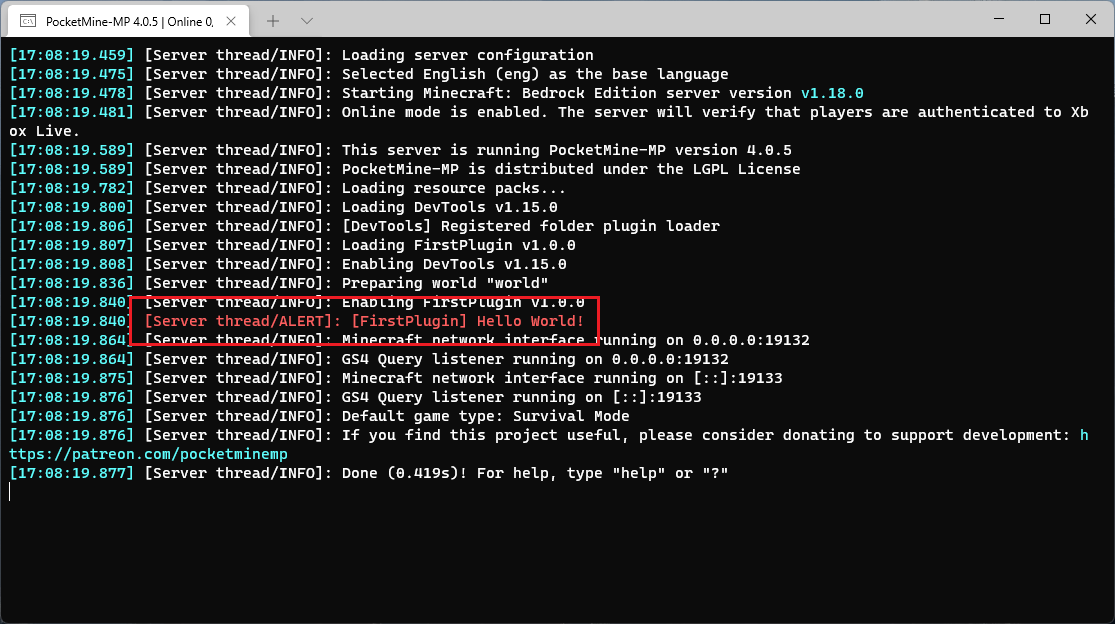 PocketMine-MP 4.0.5 | Online 0,
[17:08:19.459] [Server thread/INFO]: Loading server configuration
[17:08:19.475] [Server thread/INFO]: Selected English (eng) as the base language
[17:08:19.478] [Server thread/INFO]: Starting Minecraft: Bedrock Edition server version v1.18.0
[17:08:19.481] [Server thread/INFO]: Online mode is enabled. The server will verify that players are authenticated to Xb
ox Live.
[17:08:19.589] [Server thread/INFO]: This server is running PocketMine-MP version 4.0.5
[17:08:19.589] [Server thread/INFO]: PocketMine-MP is distributed under the LGPL License
[17:08:19.782] [Server thread/INFO]: Loading resource packs...
[17:08:19.800] [Server thread/INFO]: Loading DevTools v1.15.0
[17:08:19.806] [Server thread/INFO]: [DevTools] Registered folder plugin loader
[17:08:19.807] [Server thread/INFO]: Loading FirstPlugin v1.0.0
[17:08:19.808] [Server thread/INFO]: Enabling DevTools v1.15.0
[17:08:19.836] [Server thread/INFO]: Preparing world "world"
[17:08:19.840] [Server thread/INFO]: Enabling FirstPlugin v1.0.0
[17:08:19.840] [Server thread/ALERT]: [FirstPlugin] Hello World!
[17:08:19.864] [Server thread/INFO]: Minecraft network interface running on 0.0.0.0:19132
[17:08:19.864] [Server thread/INFO]: GS4 Query listener running on 0.0.0.0:19132
[17:08:19.875] [Server thread/INFO]: Minecraft network interface running on [::]:19133
[17:08:19.876] [Server thread/INFO]: GS4 Query listener running on [::]:19133
[17:08:19.876] [Server thread/INFO]: Default game type: Survival Mode
[17:08:19.876] [Server thread/INFO]: If you find this project useful, please consider donating to support development: h
ttps://patreon.com/pocketminemp
[17:08:19.877] [Server thread/INFO]: Done (0.419s)! For help, type "help" or "?"